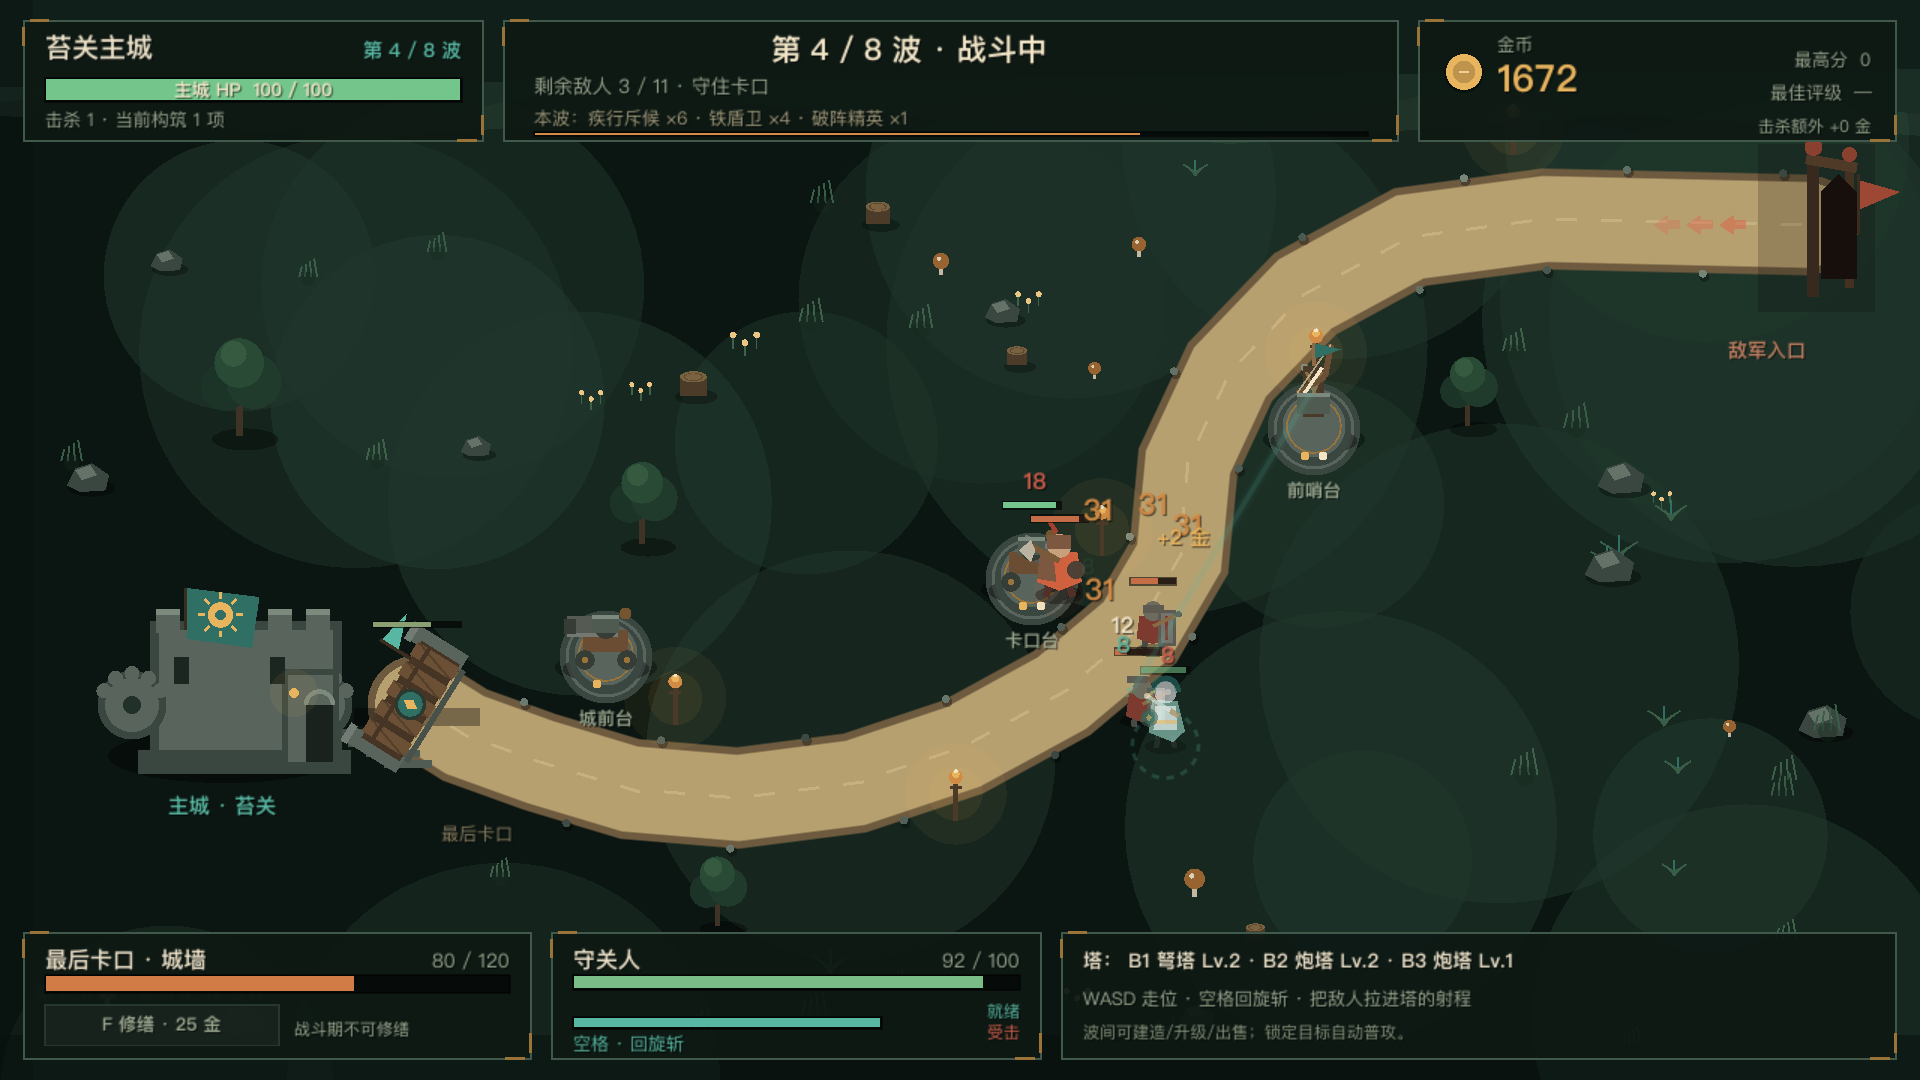 苔关主城
第 4 / 8 波
主城 HP 100 / 100
击杀 1 · 当前构筑 1 项
第 4 / 8 波 · 战斗中
剩余敌人 3 / 11 · 守住卡口
本波：疾行斥候 ×6 · 铁盾卫 ×4 · 破阵精英 ×1
金币
1672
最高分 0
最佳评级 —
击杀额外 +0 金
敌军入口
前哨台
18
31
31
31
+2 金
31
卡口台
12
8
8
城前台
主城 · 苔关
最后卡口
最后卡口 · 城墙
80 / 120
F 修缮 · 25 金
战斗期不可修缮
守关人
92 / 100
就绪
受击
空格 · 回旋斩
塔： B1 弩塔 Lv.2 · B2 炮塔 Lv.2 · B3 炮塔 Lv.1
WASD 走位 · 空格回旋斩 · 把敌人拉进塔的射程
波间可建造/升级/出售；锁定目标自动普攻。